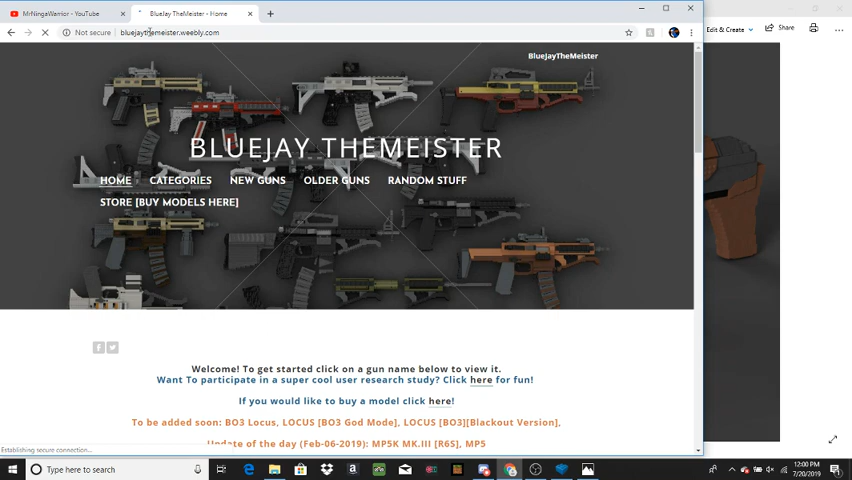 MrNingaWarrior - YouTube
BlueJay TheMeister - Home
Not secure
bluejaythemeister.weebly.com
Edit & Create
Share
BlueJayTheMeister
BLUEJAY THEMEISTER
HOME CATEGORIES NEW GUNS OLDER GUNS RANDOM STUFF
STORE [BUY MODELS HERE]
Welcome! To get started click on a gun name below to view it.
Want To participate in a super cool user research study? Click here for fun!
If you would like to buy a model click here!
To be added soon: BO3 Locus, LOCUS [BO3 God Mode], LOCUS [BO3][Blackout Version],
Update of the day (Feb-06-2019): MP5K MK.III [R6S], MP5
Establishing secure connection...
Type here to search
12:00 PM
7/20/2019